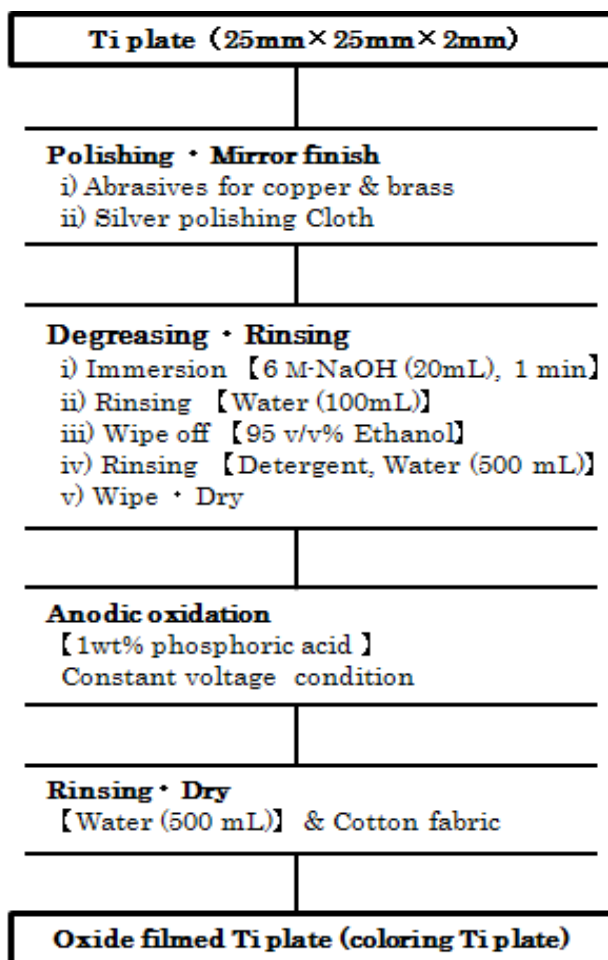 Ti plate (25mm×25mm×2mm)
Polishing・Mirror finish
i) Abrasives for copper & brass
ii) Silver polishing Cloth
Degreasing・Rinsing
i) Immersion 【6 M-NaOH (20mL), 1 min】
ii) Rinsing 【Water (100mL)】
iii) Wipe off 【95 v/v% Ethanol】
iv) Rinsing 【Detergent, Water (500 mL)】
v) Wipe・Dry
Anodic oxidation
【1wt% phosphoric acid 】
Constant voltage condition
Rinsing・Dry
【Water (500 mL)】 & Cotton fabric
Oxide filmed Ti plate (coloring Ti plate)